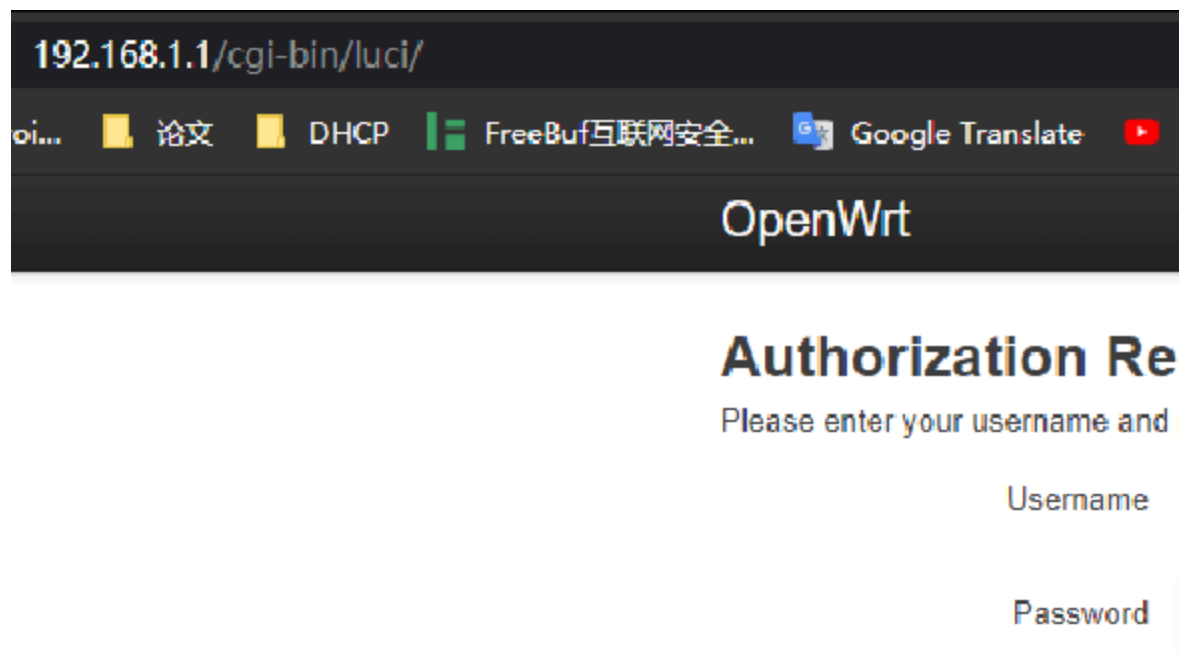 192.168.1.1/cgi-bin/luci/
oi... 论文 DHCP FreeBuf互联网安全... Google Translate
OpenWrt
Authorization Re
Please enter your username and
Username
Password